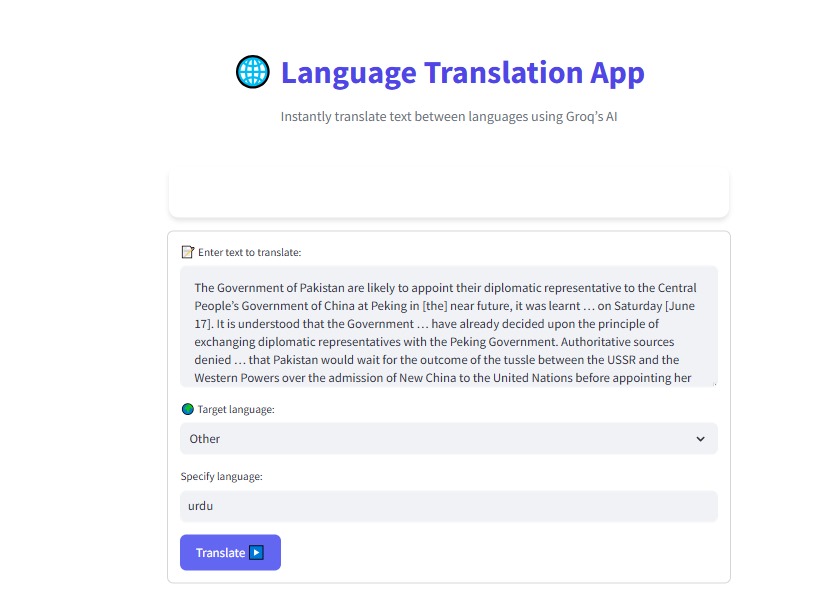 Language Translation App
Instantly translate text between languages using Groq's AI
Enter text to translate:
The Government of Pakistan are likely to appoint their diplomatic representative to the Central
People's Government of China at Peking in [the] near future, it was learnt … on Saturday [June
17]. It is understood that the Government … have already decided upon the principle of
exchanging diplomatic representatives with the Peking Government. Authoritative sources
denied … that Pakistan would wait for the outcome of the tussle between the USSR and the
Western Powers over the admission of New China to the United Nations before appointing her
Target language:
Other
Specify language:
urdu
Translate